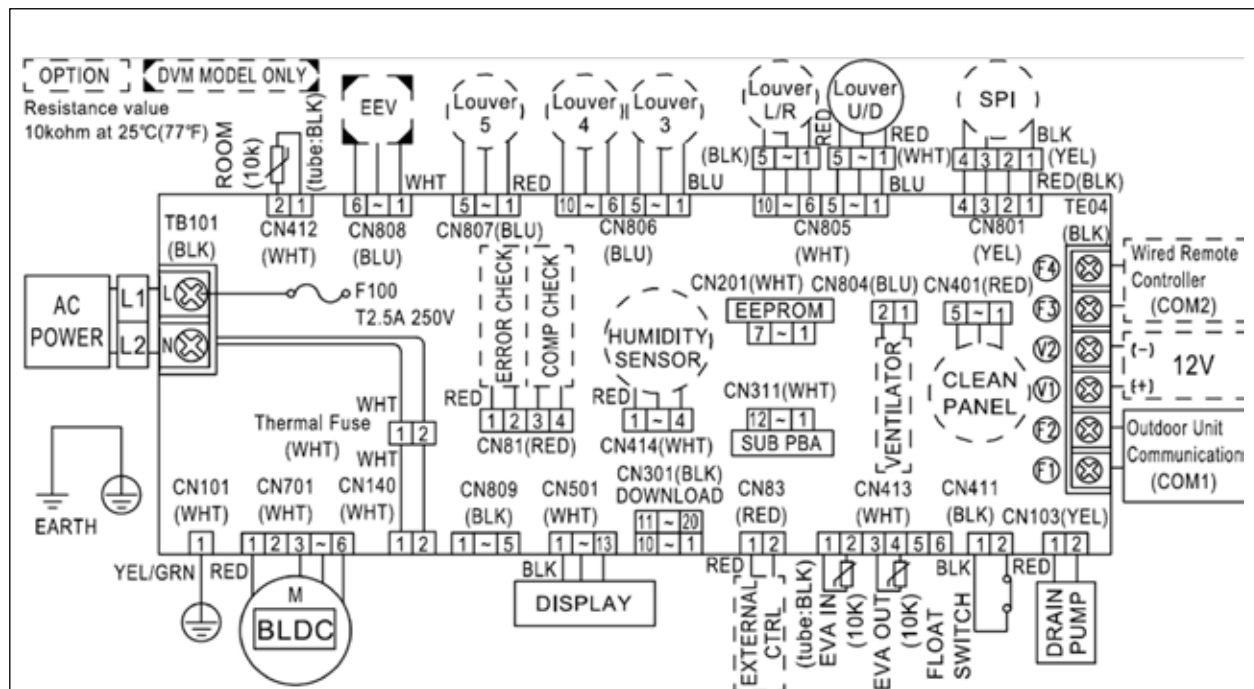 OPTION
DVM MODEL ONLY
Resistance value
10kohm at 25℃(77℉)
ROOM
(10k)
(tube:BLK)
EEV
WHT
Louver
5
RED
Louver
4
Louver
3
BLU
Louver
L/R
(BLK)
5 ~ 1
RED
Louver
U/D
RED
(WHT)
5 ~ 1
BLU
SPI
BLK
(YEL)
4 3 2 1
RED(BLK)
2 1
CN412
(WHT)
6 ~ 1
CN808
(BLU)
5 ~ 1
CN807(BLU)
10 ~ 6 5 ~ 1
CN806
(BLU)
10 ~ 6 5 ~ 1
CN805
(WHT)
4 3 2 1
CN801
(YEL)
TE04
(BLK)
TB101
(BLK)
AC
POWER
L1
L2
L
N
F100
T2.5A 250V
ERROR CHECK
COMP CHECK
RED
1 2 3 4
CN81(RED)
HUMIDITY
SENSOR
RED
1 ~ 4
CN414(WHT)
CN201(WHT)
EEPROM
7 ~ 1
CN311(WHT)
12 ~ 1
SUB PBA
CN804(BLU)
2 1
VENTILATOR
CN401(RED)
5 ~ 1
CLEAN
PANEL
F4
F3
V2
V1
F2
F1
Wired Remote
Controller
(COM2)
(-)
12V
(+)
Outdoor Unit
Communication
(COM1)
WHT
Thermal Fuse
(WHT)
1 2
WHT
EARTH
CN101
(WHT)
1
YEL/GRN
CN701
(WHT)
1 2 3 ~ 6
RED
M
BLDC
CN140
(WHT)
1 2
CN809
(BLK)
1 ~ 5
CN501
(WHT)
1 ~ 13
BLK
DISPLAY
CN301(BLK)
DOWNLOAD
11 ~ 20
10 ~ 1
CN83
(RED)
1 2
RED
EXTERNAL
CTRL
CN413
(WHT)
1 2 3 4 5 6
(tube:BLK)
EVA IN
(10K)
EVA OUT
(10K)
FLOAT
SWITCH
CN411
(BLK)
1 2
BLK
CN103(YEL)
1 2
RED
DRAIN
PUMP